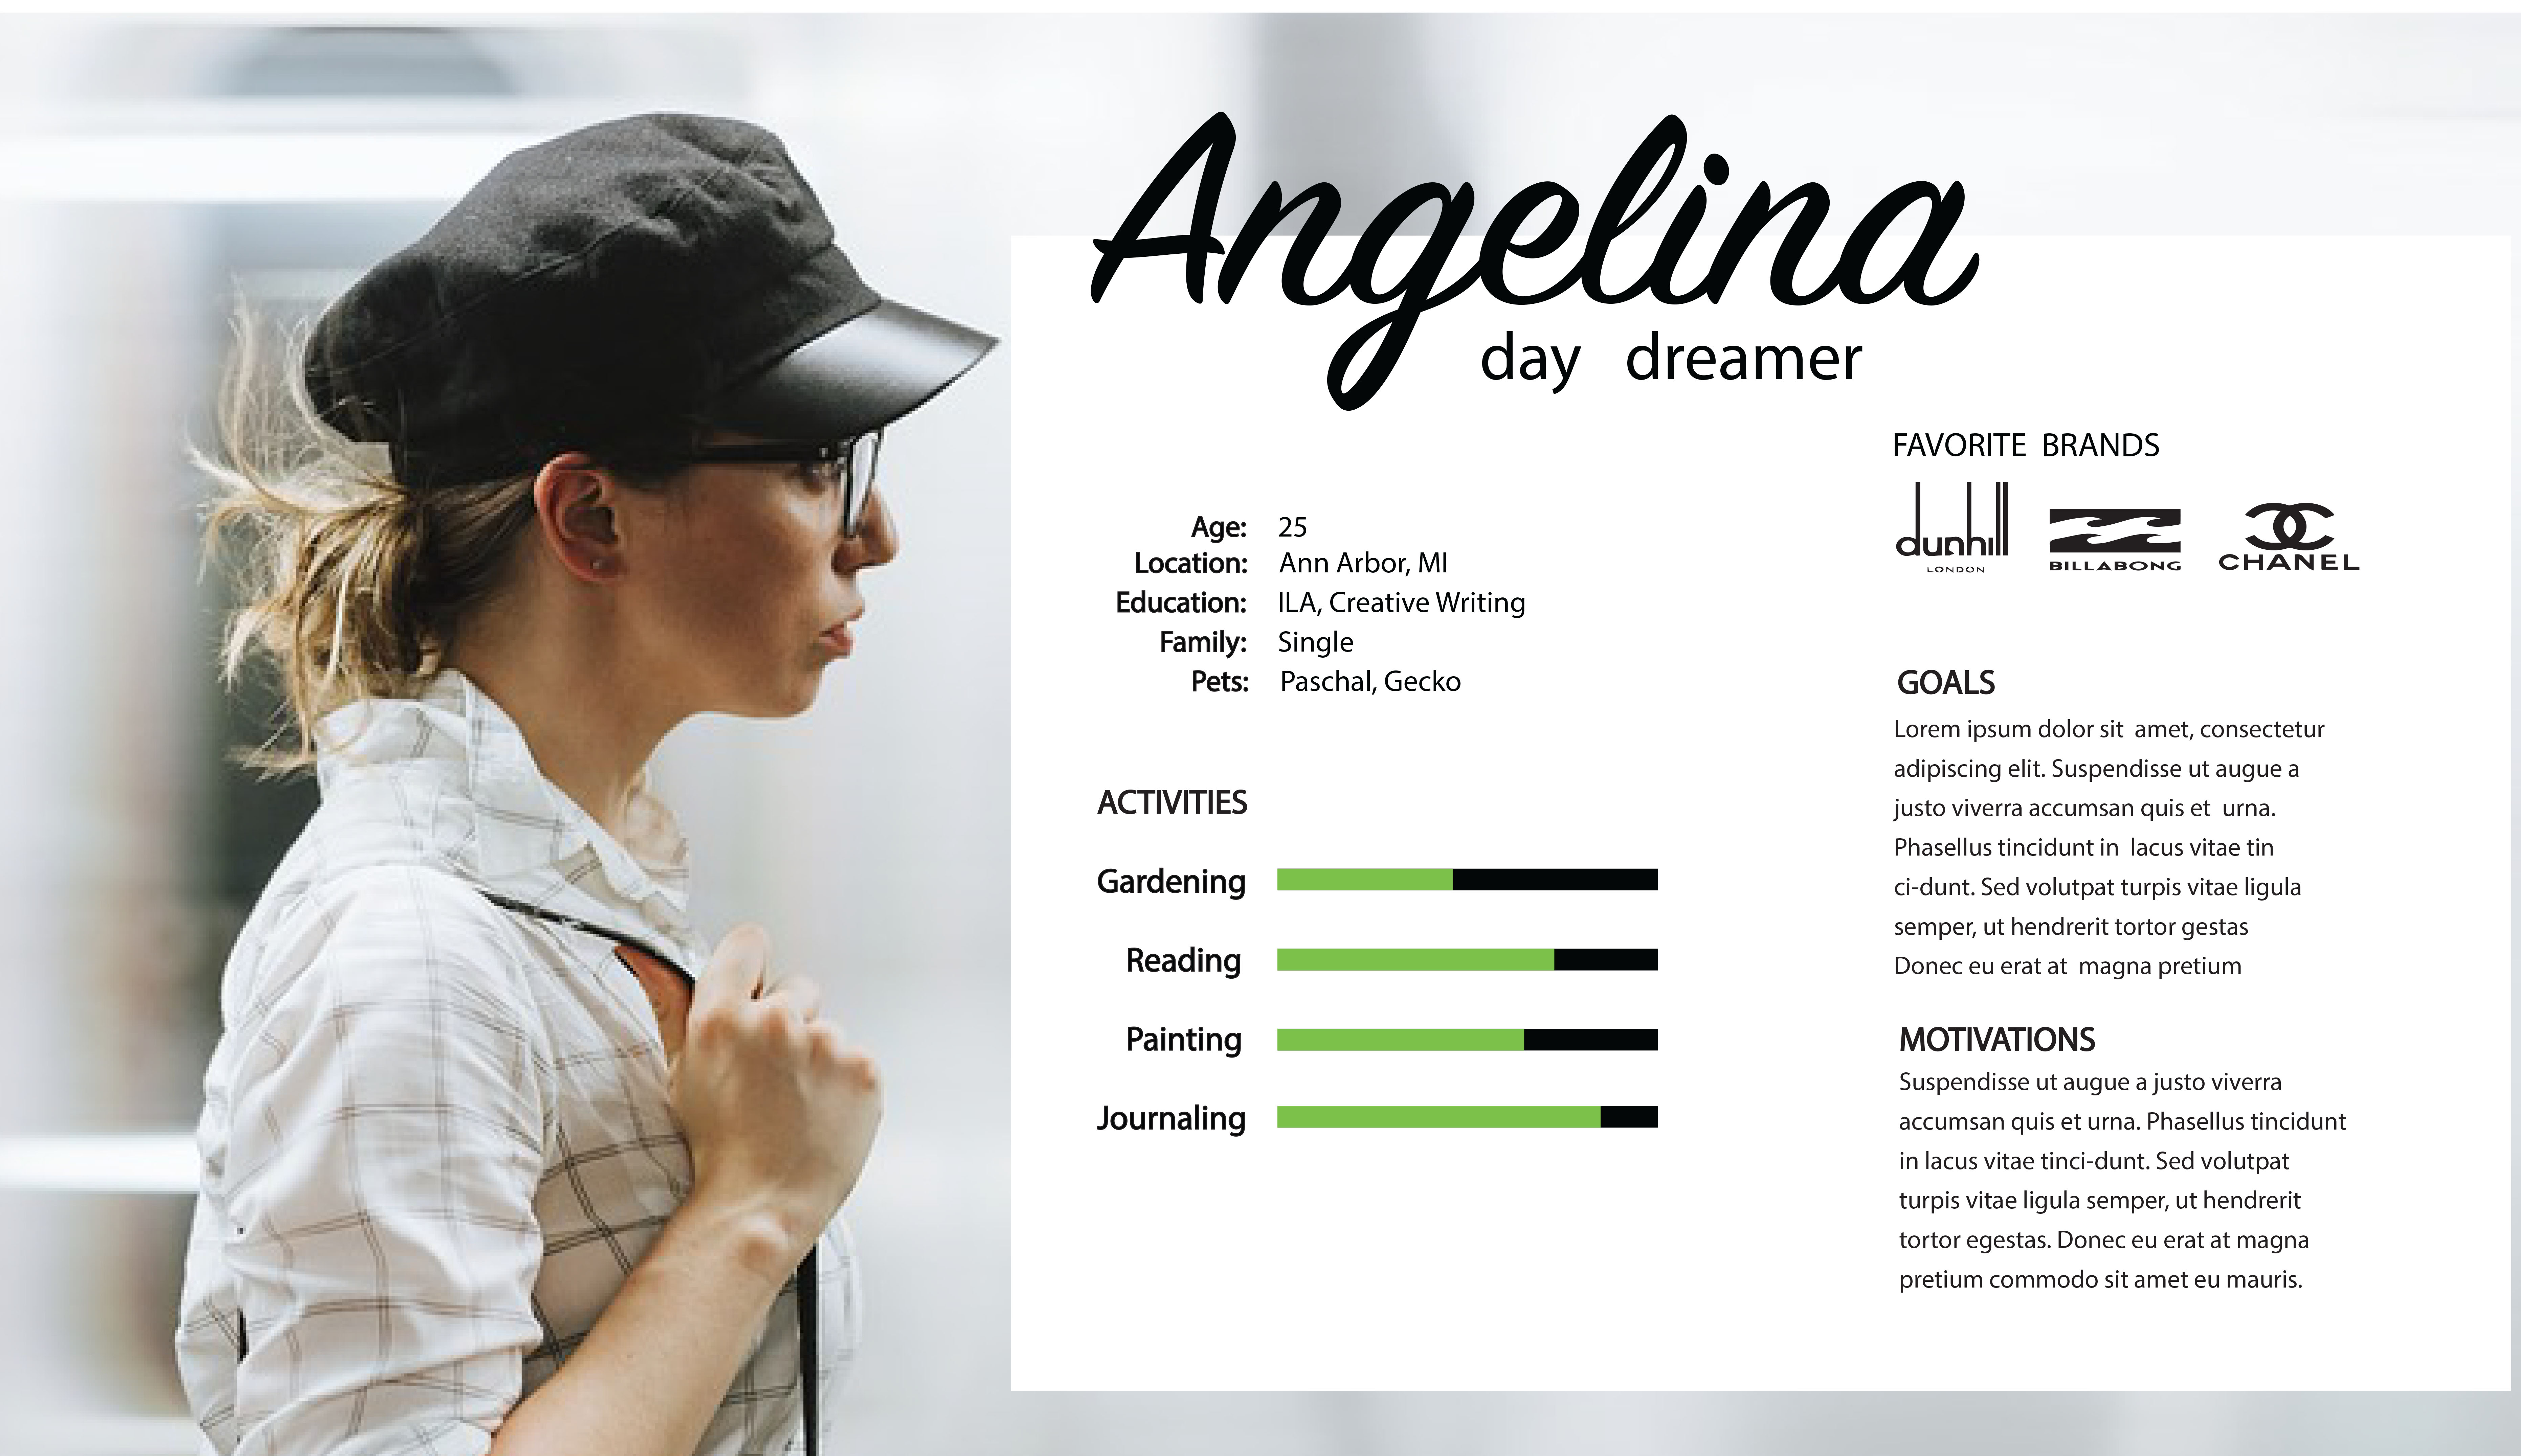 Angelina
day dreamer
Age: 25
Location: Ann Arbor, MI
Education: ILA, Creative Writing
Family: Single
Pets: Paschal, Gecko
ACTIVITIES
Gardening
Reading
Painting
Journaling
FAVORITE BRANDS
dunhill
LONDON
BILLABONG
CHANEL
GOALS
Lorem ipsum dolor sit amet, consectetur
adipiscing elit. Suspendisse ut augue a
justo viverra accumsan quis et urna.
Phasellus tincidunt in lacus vitae tin
ci-dunt. Sed volutpat turpis vitae ligula
semper, ut hendrerit tortor gestas
Donec eu erat at magna pretium
MOTIVATIONS
Suspendisse ut augue a justo viverra
accumsan quis et urna. Phasellus tincidunt
in lacus vitae tinci-dunt. Sed volutpat
turpis vitae ligula semper, ut hendrerit
tortor egestas. Donec eu erat at magna
pretium commodo sit amet eu mauris.